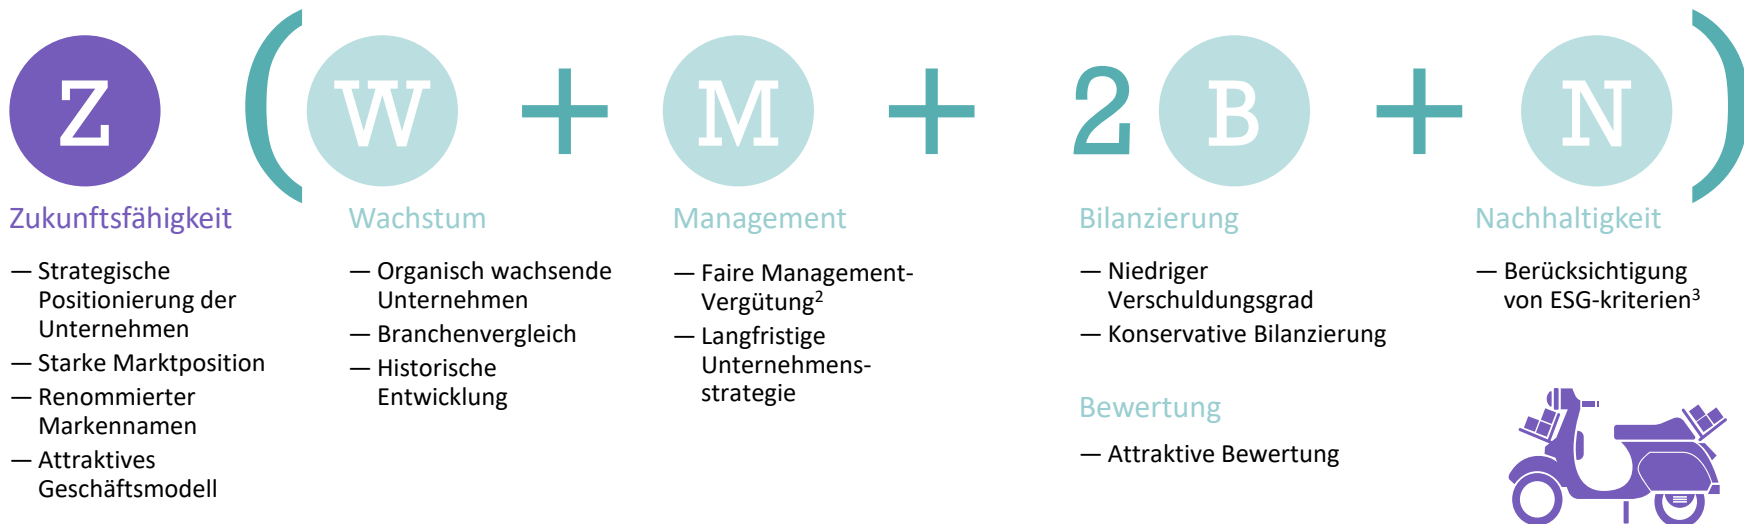 Z ( W + M + 2 B + N )
Zukunftsfähigkeit
— Strategische
Positionierung der
Unternehmen
— Starke Marktposition
— Renommierter
Markennamen
— Attraktives
Geschäftsmodell
Wachstum
— Organisch wachsende
Unternehmen
— Branchenvergleich
— Historische
Entwicklung
Management
— Faire Management-
Vergütung²
— Langfristige
Unternehmens-
strategie
Bilanzierung
— Niedriger
Verschuldungsgrad
— Konservative Bilanzierung
Bewertung
— Attraktive Bewertung
Nachhaltigkeit
— Berücksichtigung
von ESG-kriterien³